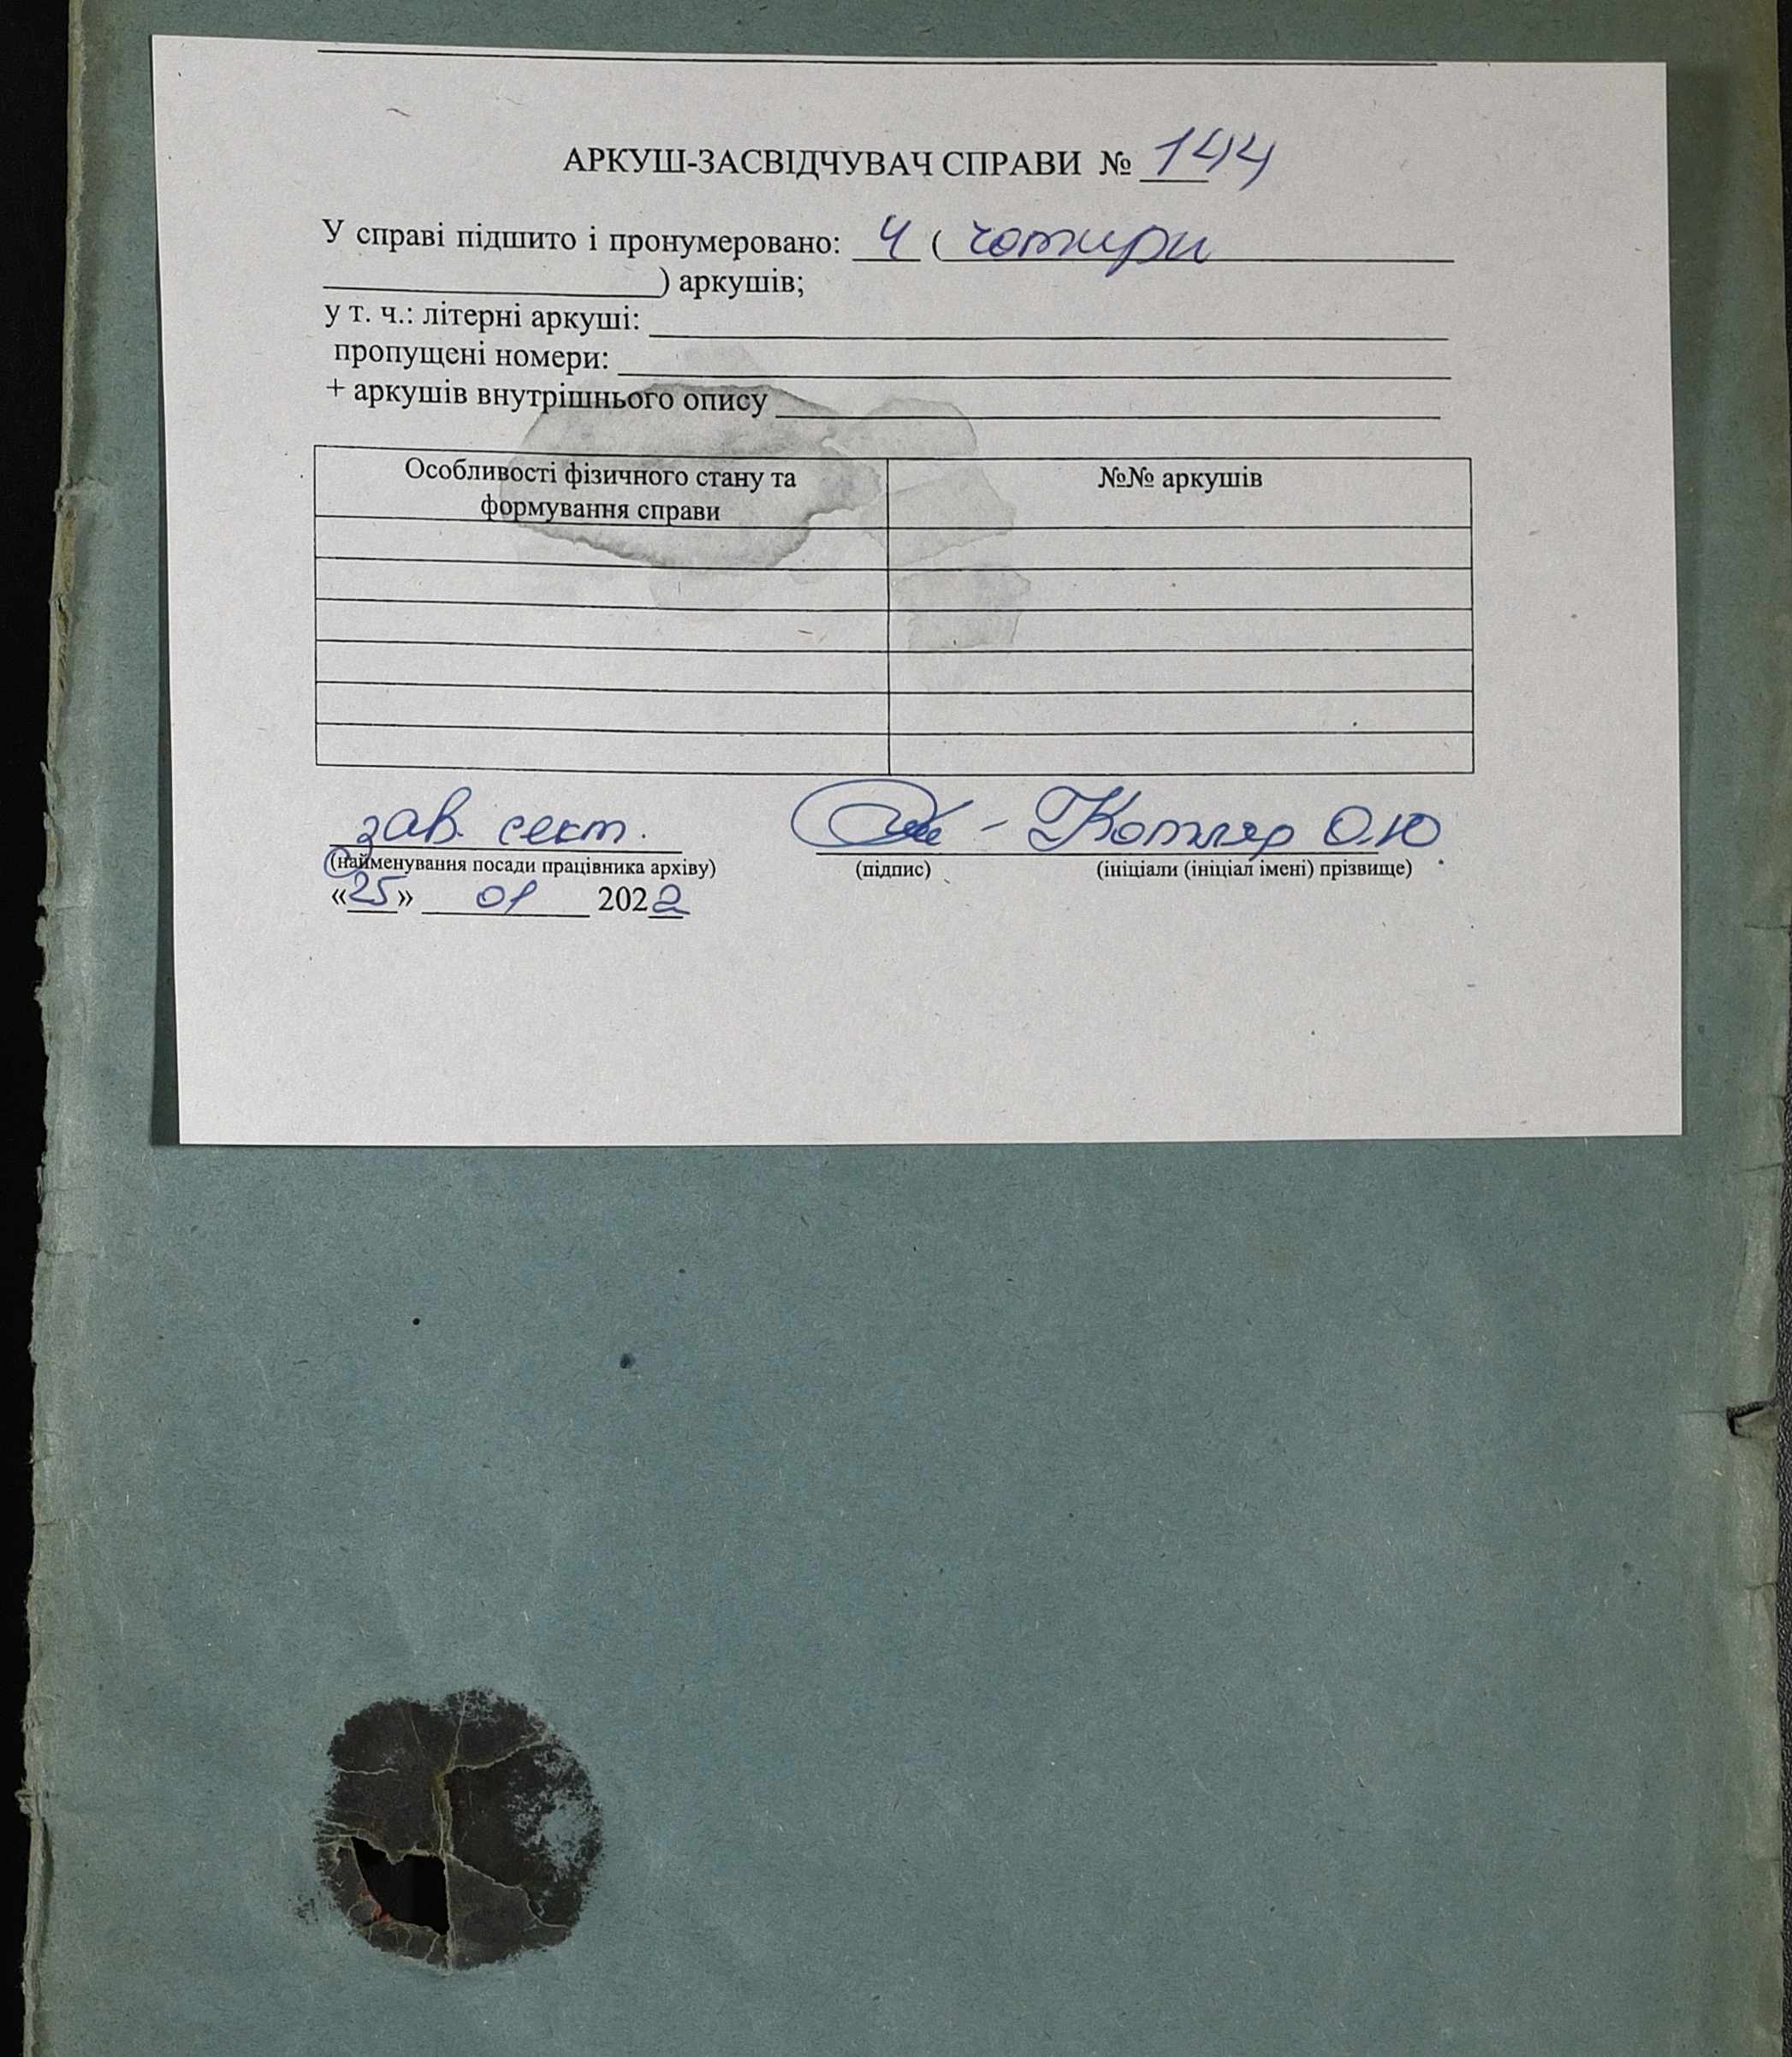 АРКУШ-ЗАСВІДЧУВАЧ СПРАВИ № 144
У справі підшито і пронумеровано: 4 ( чотири
) аркушів;
у т. ч.: літерні аркуші:
пропущені номери:
+ аркушів внутрішнього опису
Особливості фізичного стану та формування справи
№№ аркушів
зав. сект. - Котляр О.Ю.
(найменування посади працівника архіву) (підпис) (ініціали (ініціал імені) прізвище)
«25» 01 2022